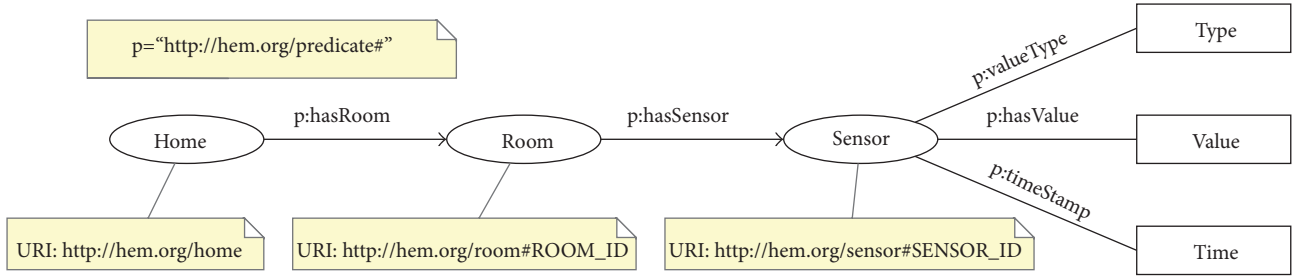 p=“http://hem.org/predicate#”
Type
p:valueType
p:hasRoom
p:hasSensor
p:hasValue
Home
Room
Sensor
Value
p:timeStamp
URI: http://hem.org/home
URI: http://hem.org/room#ROOM_ID
URI: http://hem.org/sensor#SENSOR_ID
Time